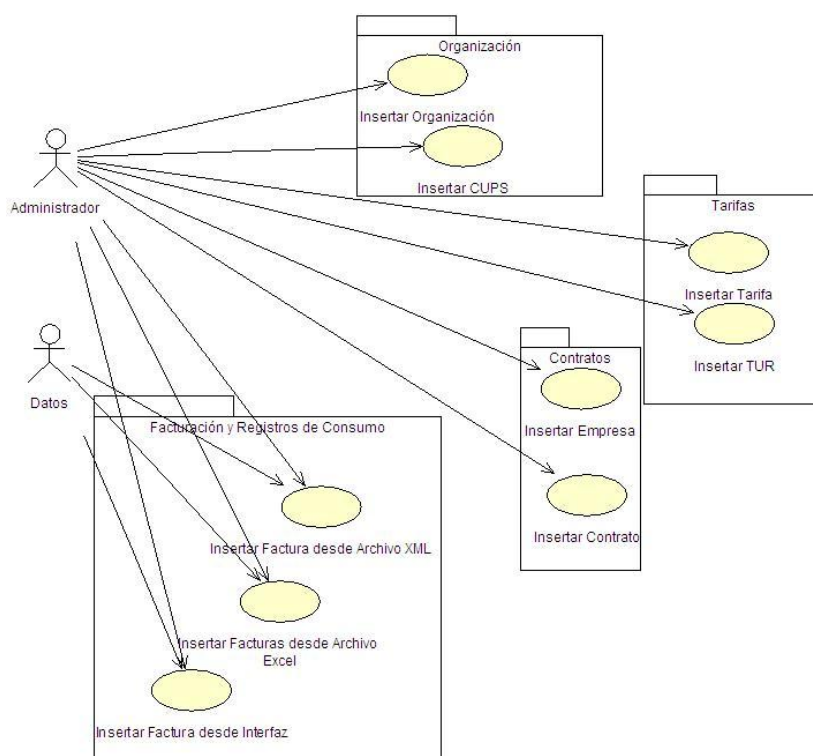 Organización
Insertar Organización
Insertar CUPS
Administrador
Tarifas
Insertar Tarifa
Insertar TUR
Contratos
Insertar Empresa
Insertar Contrato
Datos
Facturación y Registros de Consumo
Insertar Factura desde Archivo XML
Insertar Facturas desde Archivo
Excel
Insertar Factura desde Interfaz